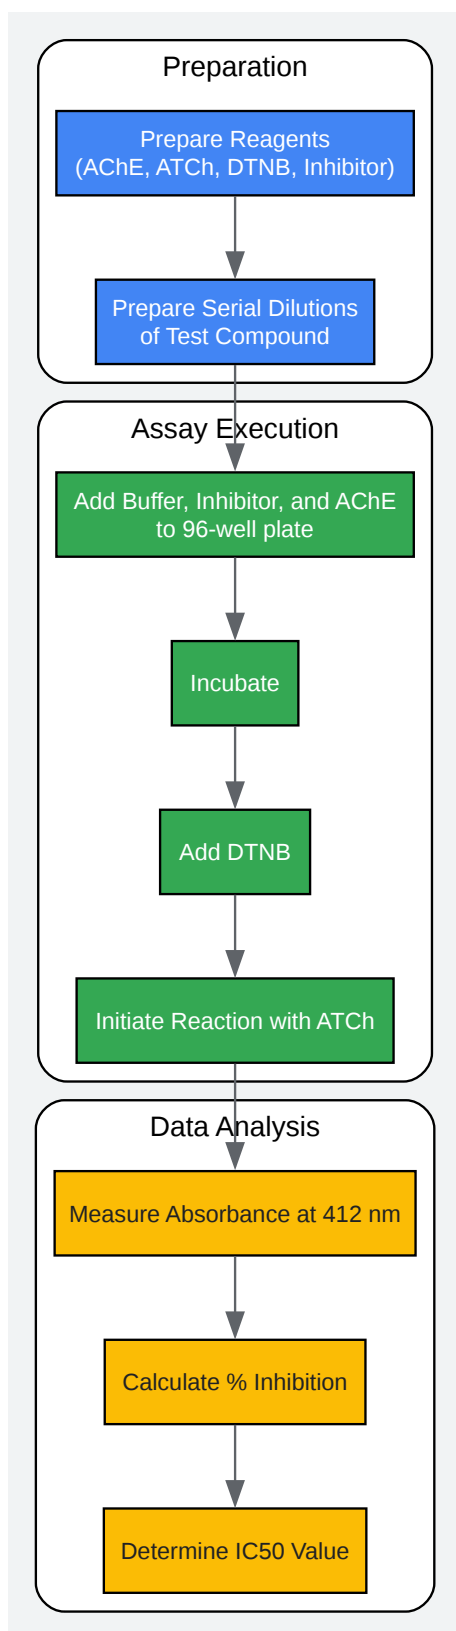 Preparation
Prepare Reagents
(AChE, ATCh, DTNB, Inhibitor)
Prepare Serial Dilutions
of Test Compound
Assay Execution
Add Buffer, Inhibitor, and AChE
to 96-well plate
Incubate
Add DTNB
Initiate Reaction with ATCh
Data Analysis
Measure Absorbance at 412 nm
Calculate % Inhibition
Determine IC50 Value